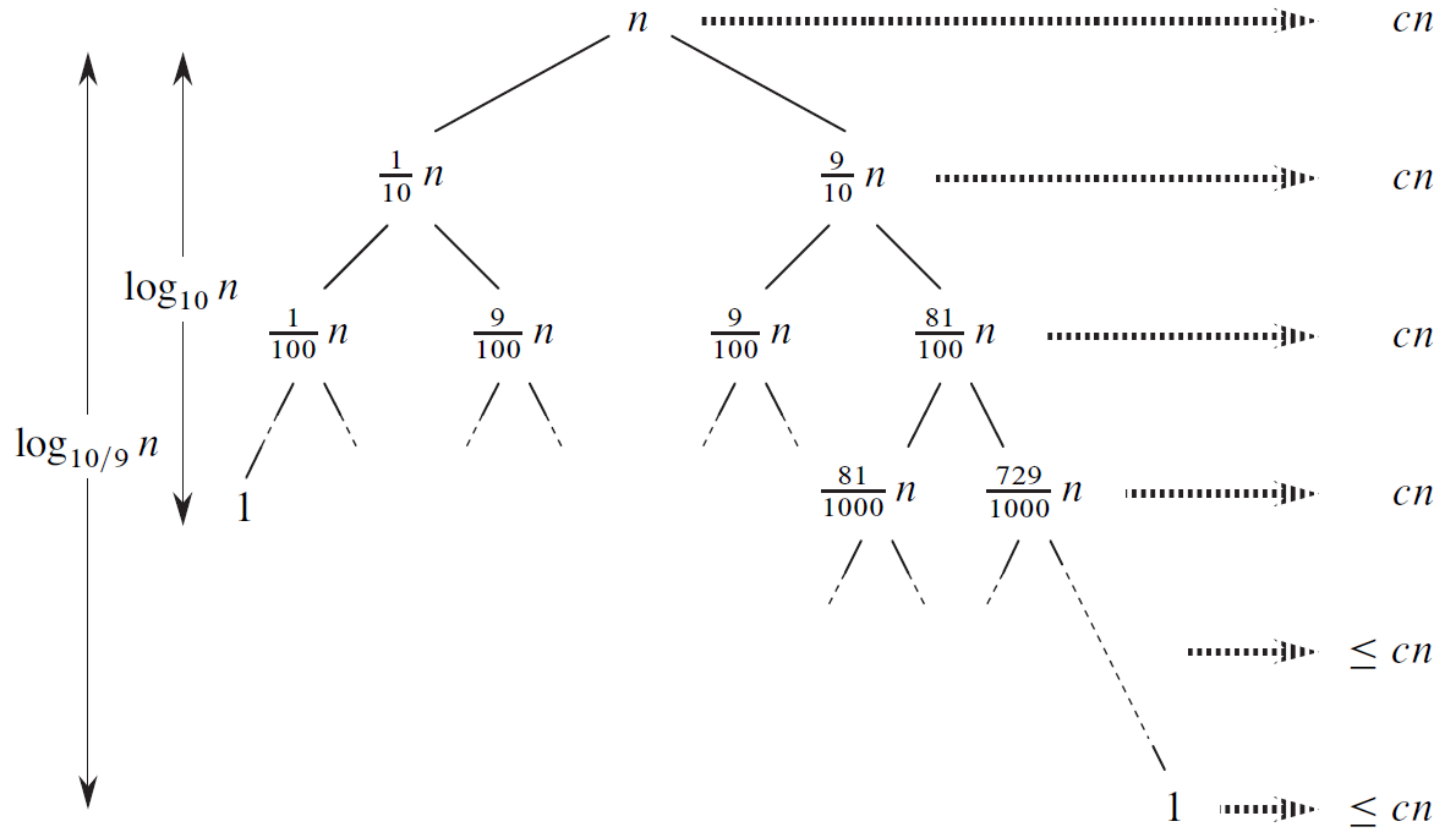 n cn
1/10 n 9/10 n cn
log₁₀ n
1/100 n 9/100 n 9/100 n 81/100 n cn
log₁₀/₉ n
1 81/1000 n 729/1000 n cn
≤ cn
1 ≤ cn